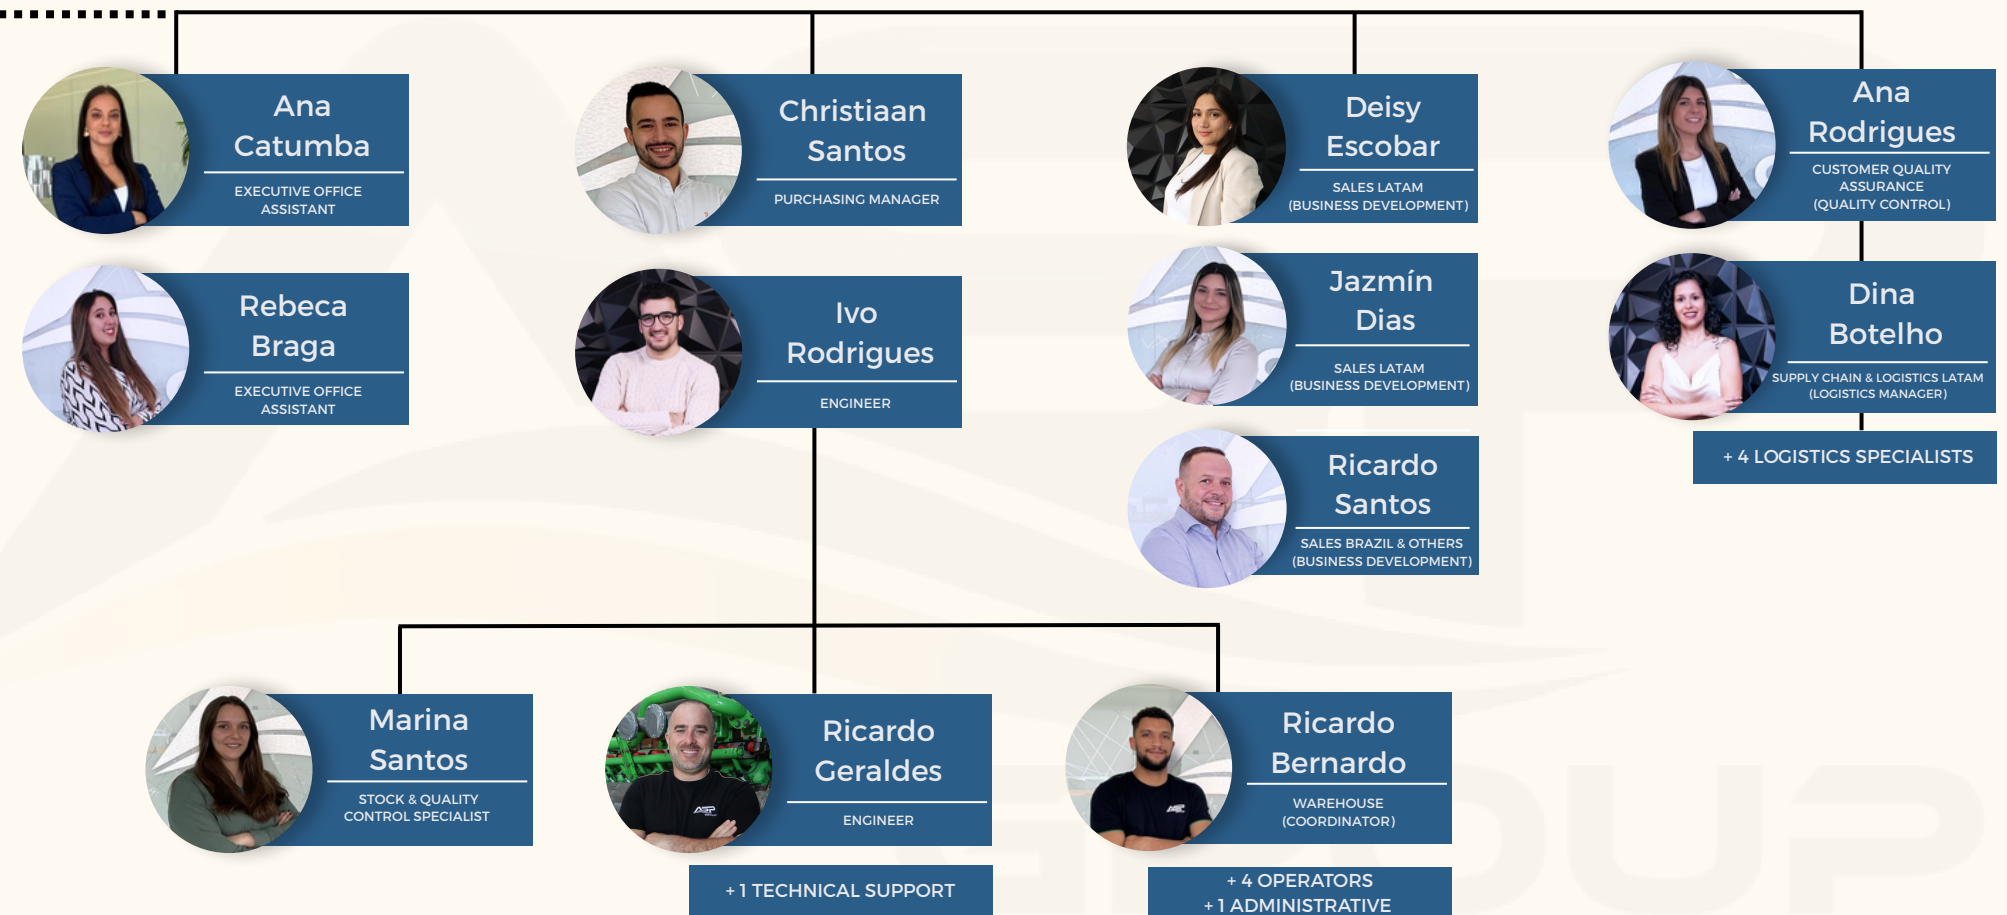 Ana
Catumba
EXECUTIVE OFFICE
ASSISTANT
Christiaan
Santos
PURCHASING MANAGER
Deisy
Escobar
SALES LATAM
(BUSINESS DEVELOPMENT)
Ana
Rodrigues
CUSTOMER QUALITY
ASSURANCE
(QUALITY CONTROL)
Rebeca
Braga
EXECUTIVE OFFICE
ASSISTANT
Ivo
Rodrigues
ENGINEER
Jazmín
Dias
SALES LATAM
(BUSINESS DEVELOPMENT)
Dina
Botelho
SUPPLY CHAIN & LOGISTICS LATAM
(LOGISTICS MANAGER)
+ 4 LOGISTICS SPECIALISTS
Ricardo
Santos
SALES BRAZIL & OTHERS
(BUSINESS DEVELOPMENT)
Marina
Santos
STOCK & QUALITY
CONTROL SPECIALIST
Ricardo
Geraldes
ENGINEER
+ 1 TECHNICAL SUPPORT
Ricardo
Bernardo
WAREHOUSE
(COORDINATOR)
+ 4 OPERATORS
+ 1 ADMINISTRATIVE
GROUP